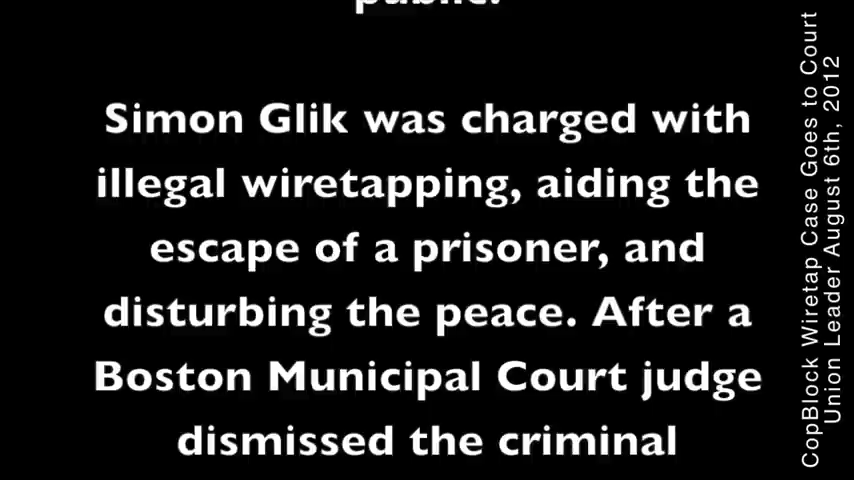 public.
Simon Glik was charged with
illegal wiretapping, aiding the
escape of a prisoner, and
disturbing the peace. After a
Boston Municipal Court judge
dismissed the criminal
CopBlock Wiretap Case Goes to Court
Union Leader August 6th, 2012